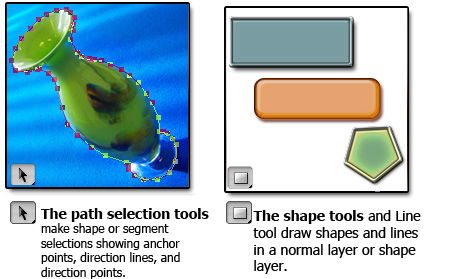 The path selection tools
make shape or segment
selections showing anchor
points, direction lines, and
direction points.
The shape tools and Line
tool draw shapes and lines
in a normal layer or shape
layer.